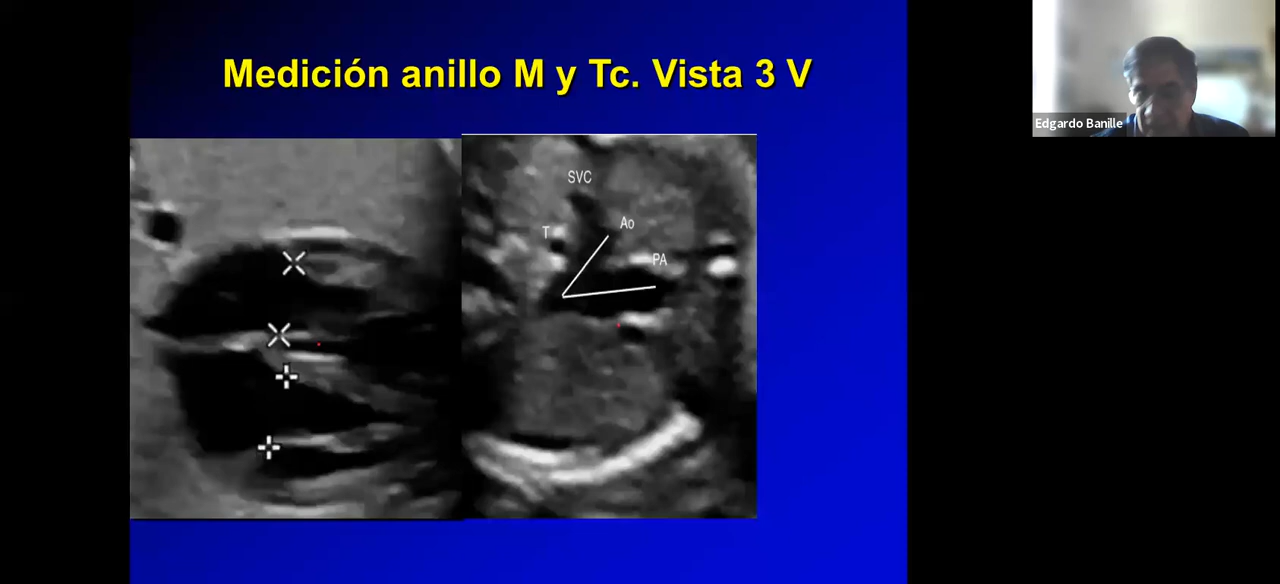 Medición anillo M y Tc. Vista 3 V
SVC
Ao
T
PA
Edgardo Banille